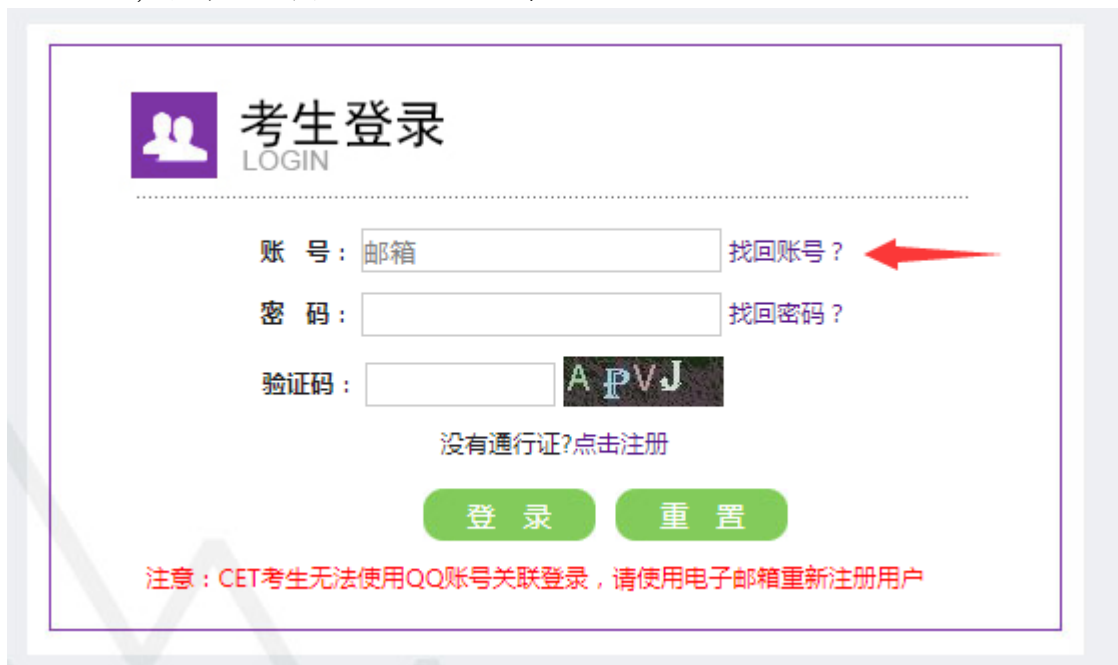 考生登录
LOGIN
账 号：邮箱 找回账号？
密 码： 找回密码？
验证码： A P V J
没有通行证?点击注册
登 录 重 置
注意：CET考生无法使用QQ账号关联登录，请使用电子邮箱重新注册用户